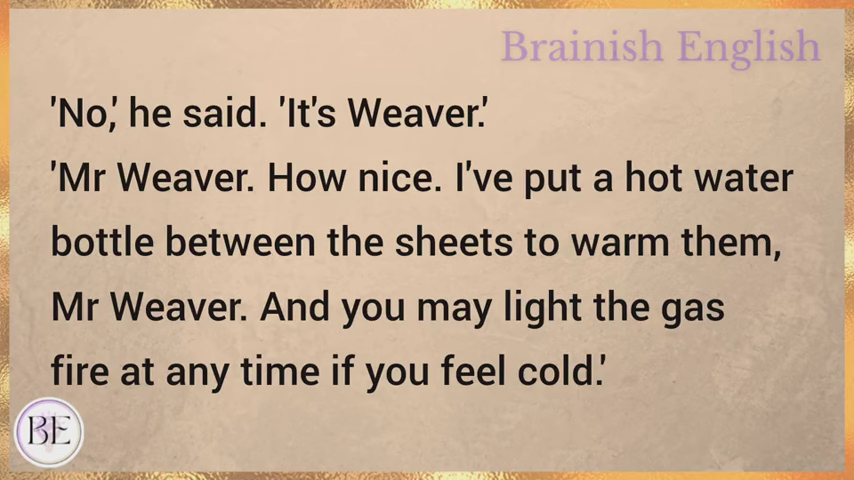 Brainish English
'No,' he said. 'It's Weaver.'
'Mr Weaver. How nice. I've put a hot water
bottle between the sheets to warm them,
Mr Weaver. And you may light the gas
fire at any time if you feel cold.'
BE